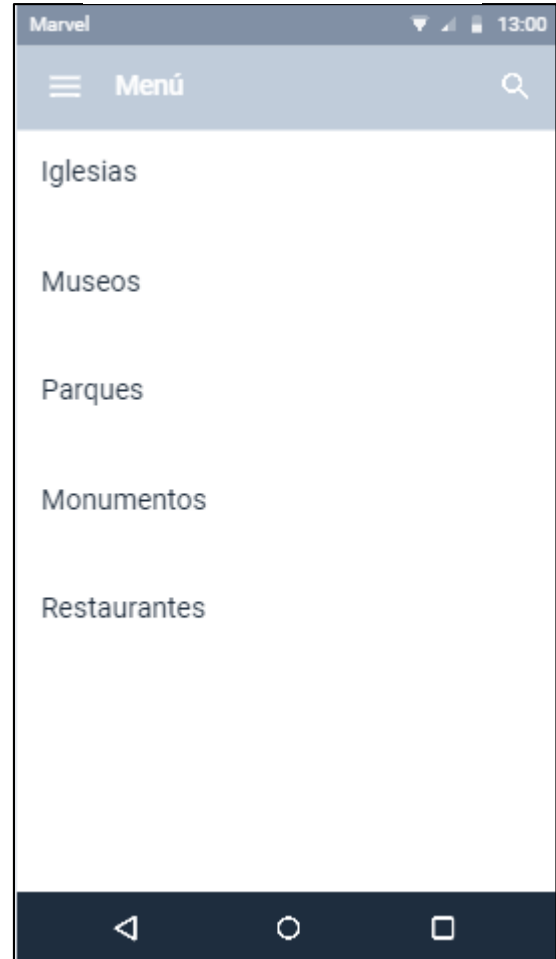 Marvel 13:00
Menú
Iglesias
Museos
Parques
Monumentos
Restaurantes